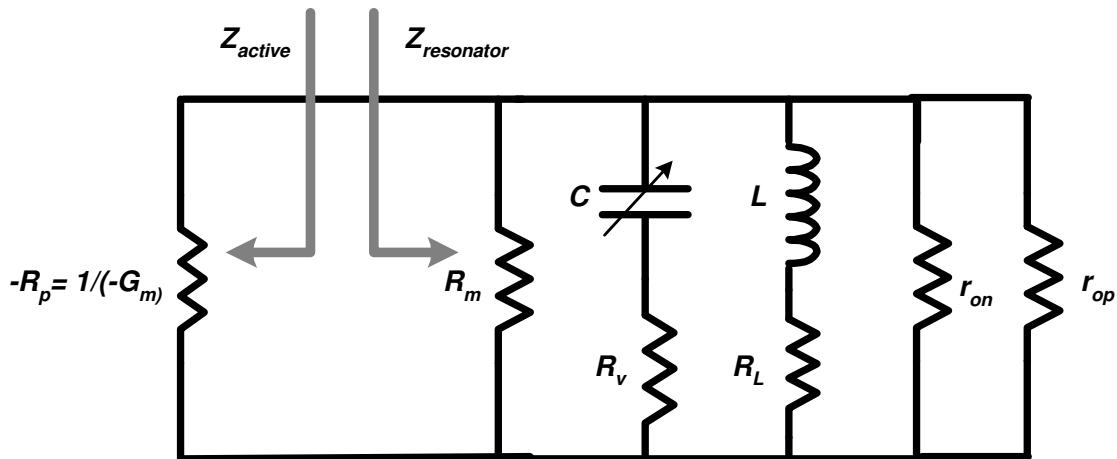 Z_active
Z_resonator
C
L
-R_p= 1/(-G_m)
R_m
r_on
r_op
R_v
R_L